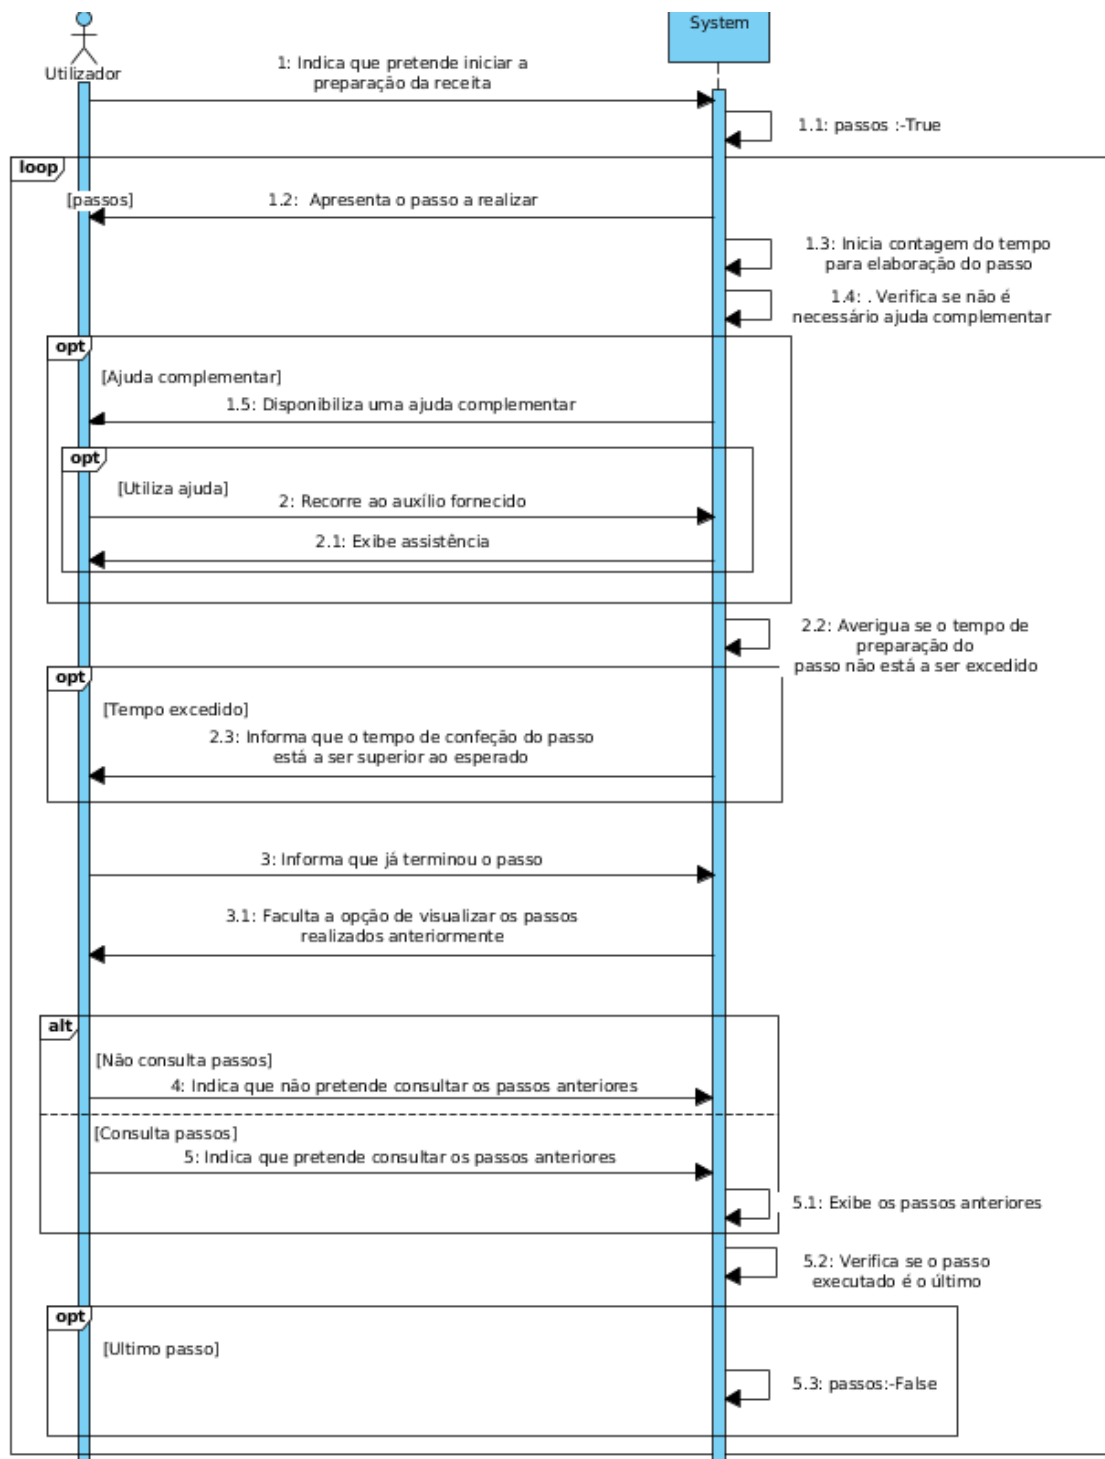 System
Utilizador
1: Indica que pretende iniciar a
preparação da receita
1.1: passos :-True
loop
[passos]
1.2:  Apresenta o passo a realizar
1.3: Inicia contagem do tempo
para elaboração do passo
1.4: . Verifica se não é
necessário ajuda complementar
opt
[Ajuda complementar]
1.5: Disponibiliza uma ajuda complementar
opt
[Utiliza ajuda]
2: Recorre ao auxílio fornecido
2.1: Exibe assistência
2.2: Averigua se o tempo de
preparação do
passo não está a ser excedido
opt
[Tempo excedido]
2.3: Informa que o tempo de confeção do passo
está a ser superior ao esperado
3: Informa que já terminou o passo
3.1: Faculta a opção de visualizar os passos
realizados anteriormente
alt
[Não consulta passos]
4: Indica que não pretende consultar os passos anteriores
[Consulta passos]
5: Indica que pretende consultar os passos anteriores
5.1: Exibe os passos anteriores
5.2: Verifica se o passo
executado é o último
opt
[Ultimo passo]
5.3: passos:-False